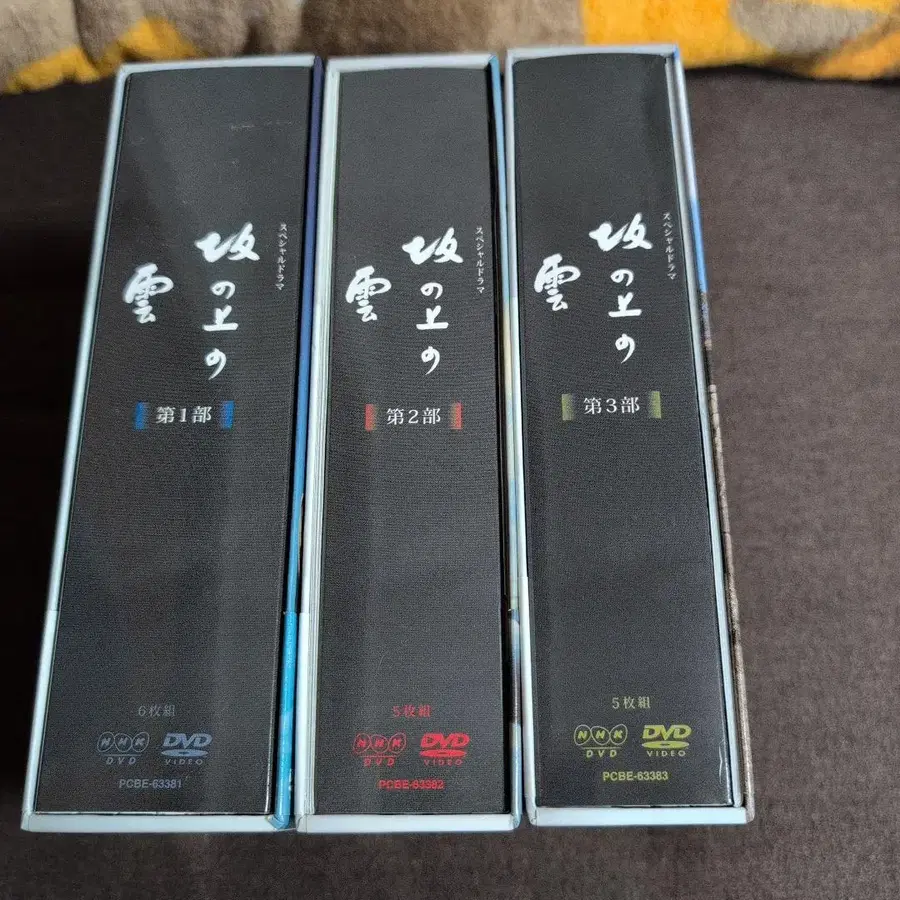 スペシャルドラマ
坂の上の
雲
第1部
6枚組
NHK
DVD
DVD
VIDEO
PCBE-63381
スペシャルドラマ
坂の上の
雲
第2部
5枚組
NHK
DVD
DVD
VIDEO
PCBE-63382
スペシャルドラマ
坂の上の
雲
第3部
5枚組
NHK
DVD
DVD
VIDEO
PCBE-63383